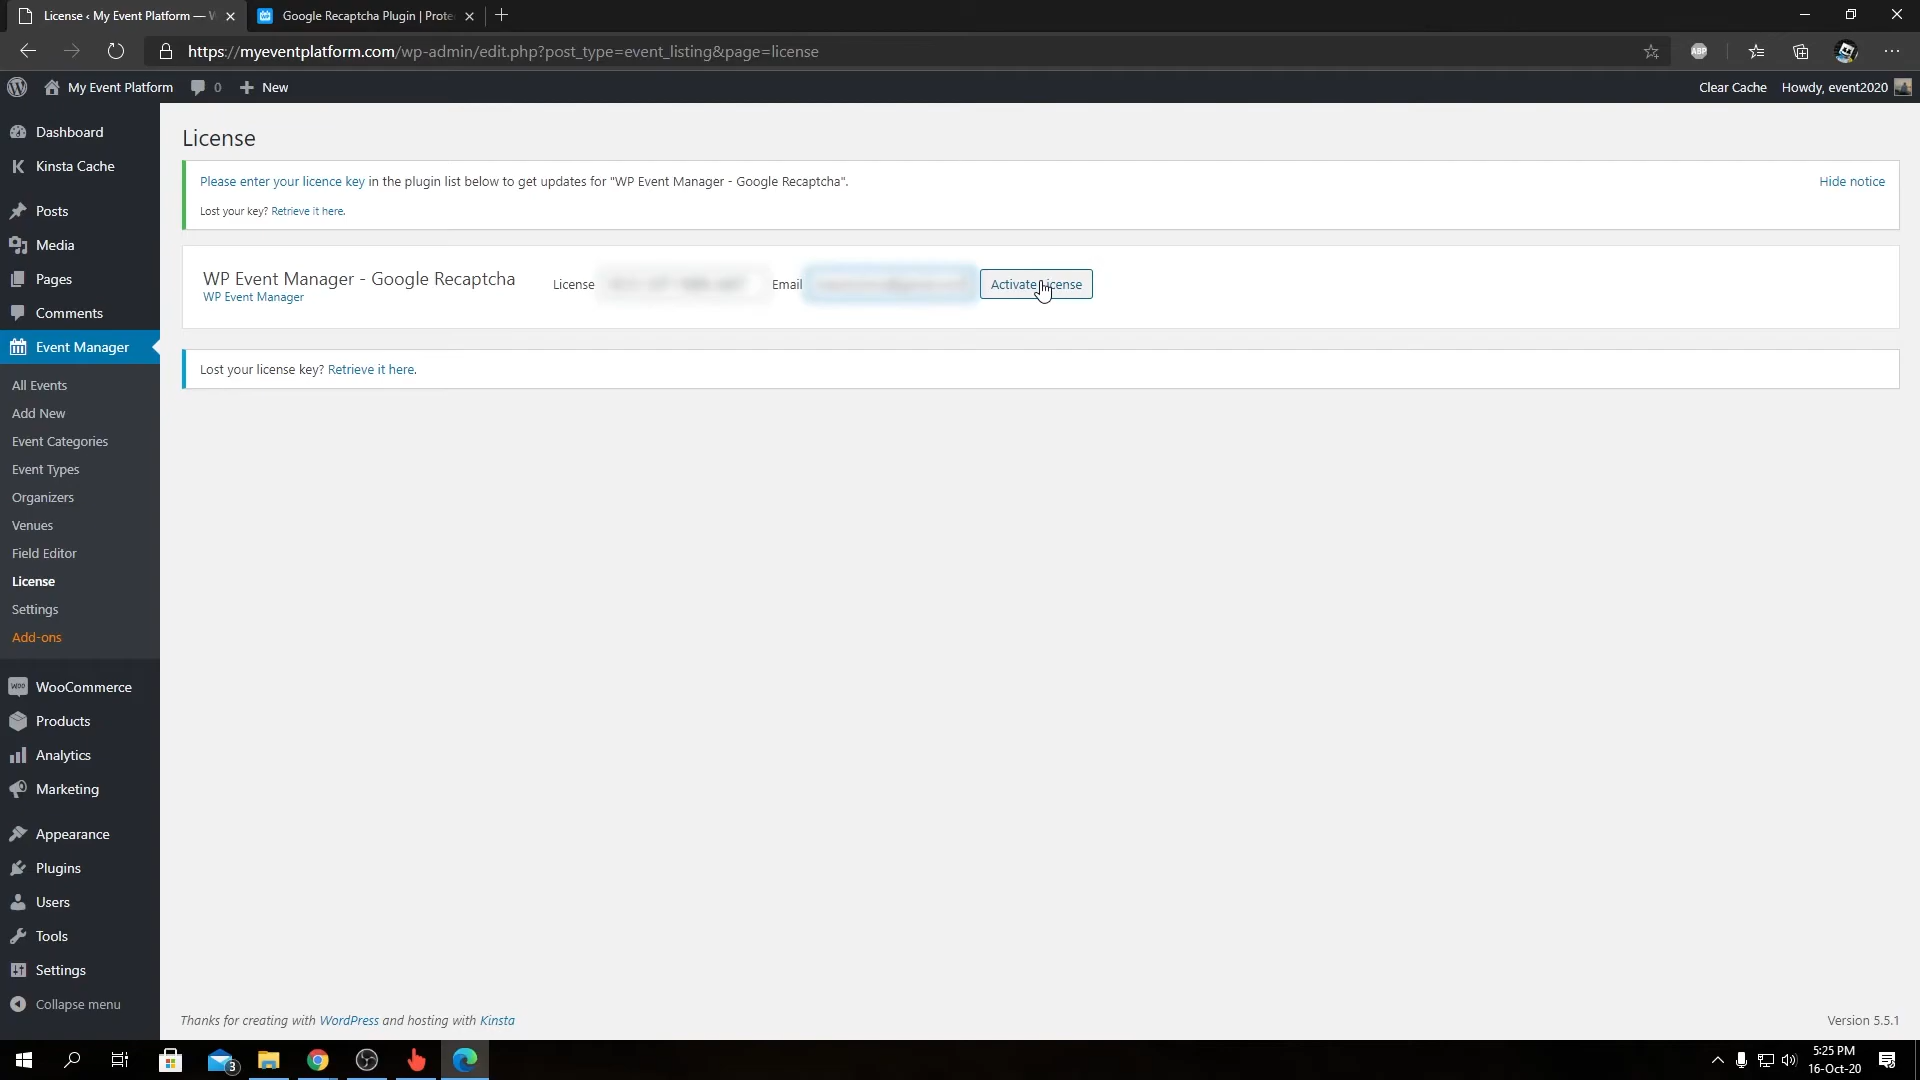 License ‹ My Event Platform — W
Google Recaptcha Plugin | Prote
https://myeventplatform.com/wp-admin/edit.php?post_type=event_listing&page=license
ABP
My Event Platform
0
New
Clear Cache
Howdy, event2020
Dashboard
Kinsta Cache
Posts
Media
Pages
Comments
Event Manager
All Events
Add New
Event Categories
Event Types
Organizers
Venues
Field Editor
License
Settings
Add-ons
WooCommerce
Products
Analytics
Marketing
Appearance
Plugins
Users
Tools
Settings
Collapse menu
License
Please enter your licence key in the plugin list below to get updates for "WP Event Manager - Google Recaptcha".
Hide notice
Lost your key? Retrieve it here.
WP Event Manager - Google Recaptcha
WP Event Manager
License
Email
Activate License
Lost your license key? Retrieve it here.
Thanks for creating with WordPress and hosting with Kinsta
Version 5.5.1
3
5:25 PM
16-Oct-20